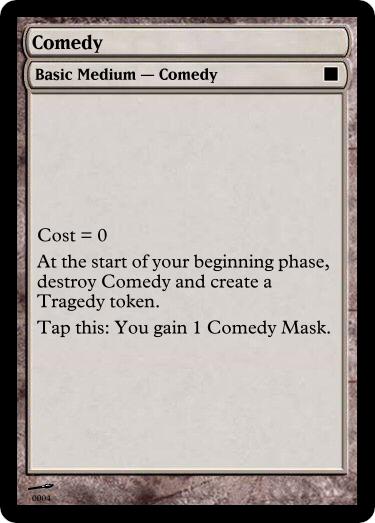 Comedy
Basic Medium — Comedy
Cost = 0
At the start of your beginning phase,
destroy Comedy and create a
Tragedy token.
Tap this: You gain 1 Comedy Mask.
0004